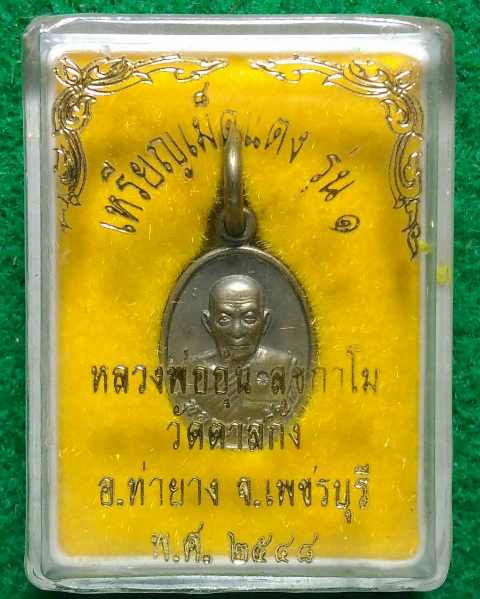 เหรียญเม็ดแตง รุ่น ๑
หลวงพ่ออุ้น สุขกาโม
วัดตาลกง
อ.ท่ายาง จ.เพชรบุรี
พ.ศ. ๒๕๔๘